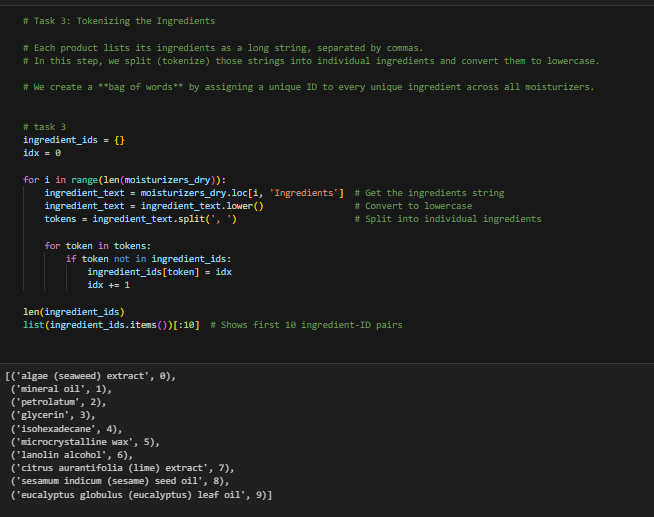 # Task 3: Tokenizing the Ingredients
# Each product lists its ingredients as a long string, separated by commas.
# In this step, we split (tokenize) those strings into individual ingredients and convert them to lowercase.
# We create a **bag of words** by assigning a unique ID to every unique ingredient across all moisturizers.
# task 3
ingredient_ids = {}
idx = 0
for i in range(len(moisturizers_dry)):
    ingredient_text = moisturizers_dry.loc[i, 'Ingredients']  # Get the ingredients string
    ingredient_text = ingredient_text.lower()                 # Convert to lowercase
    tokens = ingredient_text.split(', ')                      # Split into individual ingredients
    for token in tokens:
        if token not in ingredient_ids:
            ingredient_ids[token] = idx
            idx += 1
len(ingredient_ids)
list(ingredient_ids.items())[:10]  # Shows first 10 ingredient-ID pairs
[('algae (seaweed) extract', 0),
 ('mineral oil', 1),
 ('petrolatum', 2),
 ('glycerin', 3),
 ('isohexadecane', 4),
 ('microcrystalline wax', 5),
 ('lanolin alcohol', 6),
 ('citrus aurantifolia (lime) extract', 7),
 ('sesamum indicum (sesame) seed oil', 8),
 ('eucalyptus globulus (eucalyptus) leaf oil', 9)]